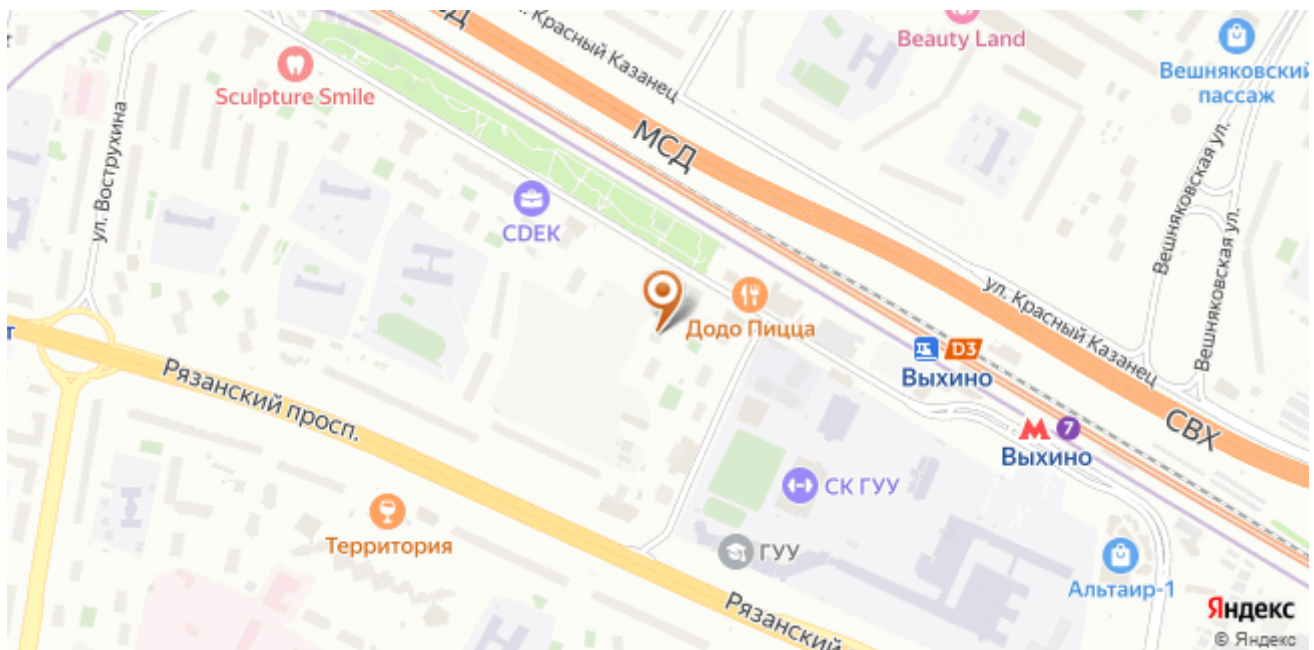 СД
ул. Красный Казанец
Beauty Land
Вешняковский
пассаж
Sculpture Smile
МСД
ул. Вострухина
Вешняковская ул.
CDEK
Вешняковская ул.
ул. Красный Казанец
Додо Пицца
т
D3
Выхино
Рязанский просп.
7
СВХ
Выхино
СК ГУУ
Территория
ГУУ
Альтаир-1
Рязанский
Яндекс
© Яндекс